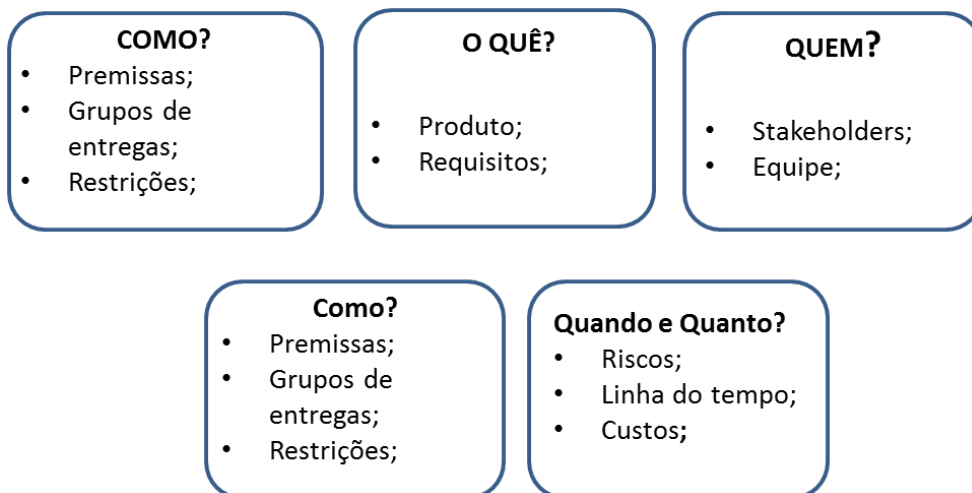 COMO?
• Premissas;
• Grupos de
entregas;
• Restrições;
O QUÊ?
• Produto;
• Requisitos;
QUEM?
• Stakeholders;
• Equipe;
Como?
• Premissas;
• Grupos de
entregas;
• Restrições;
Quando e Quanto?
• Riscos;
• Linha do tempo;
• Custos;